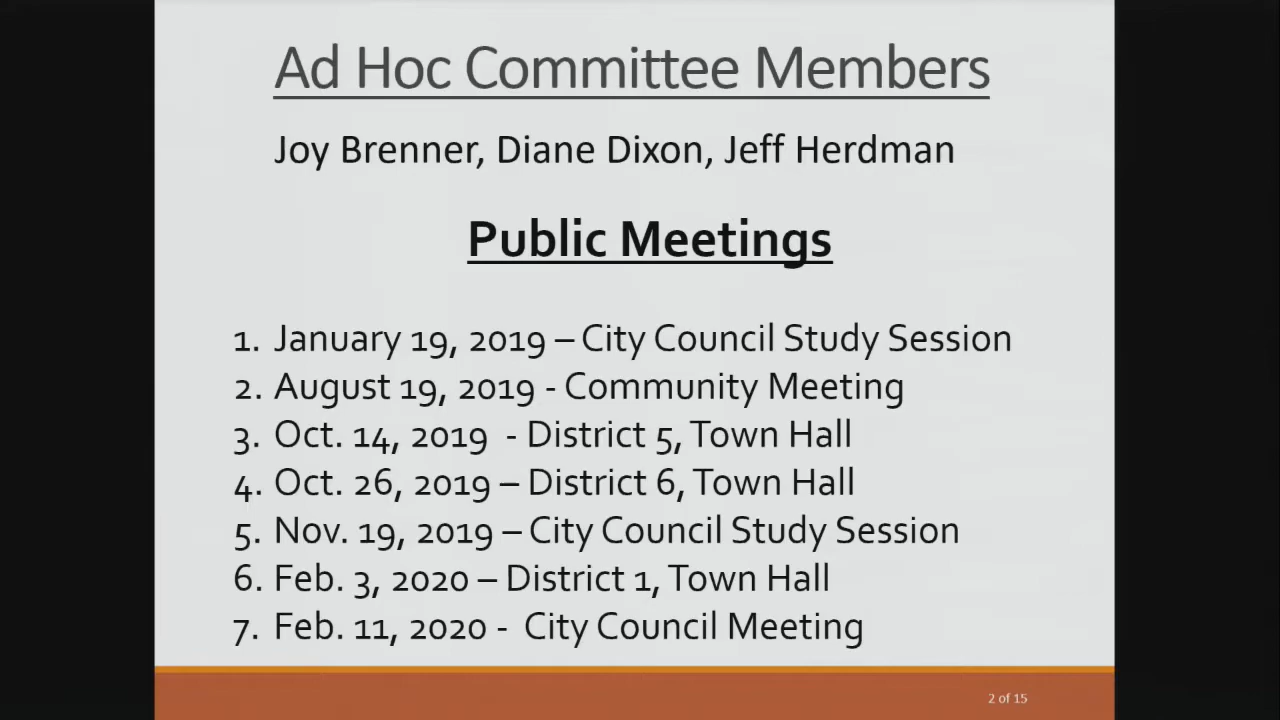 Ad Hoc Committee Members
Joy Brenner, Diane Dixon, Jeff Herdman
Public Meetings
1. January 19, 2019 – City Council Study Session
2. August 19, 2019 - Community Meeting
3. Oct. 14, 2019 - District 5, Town Hall
4. Oct. 26, 2019 – District 6, Town Hall
5. Nov. 19, 2019 – City Council Study Session
6. Feb. 3, 2020 – District 1, Town Hall
7. Feb. 11, 2020 - City Council Meeting
2 of 15